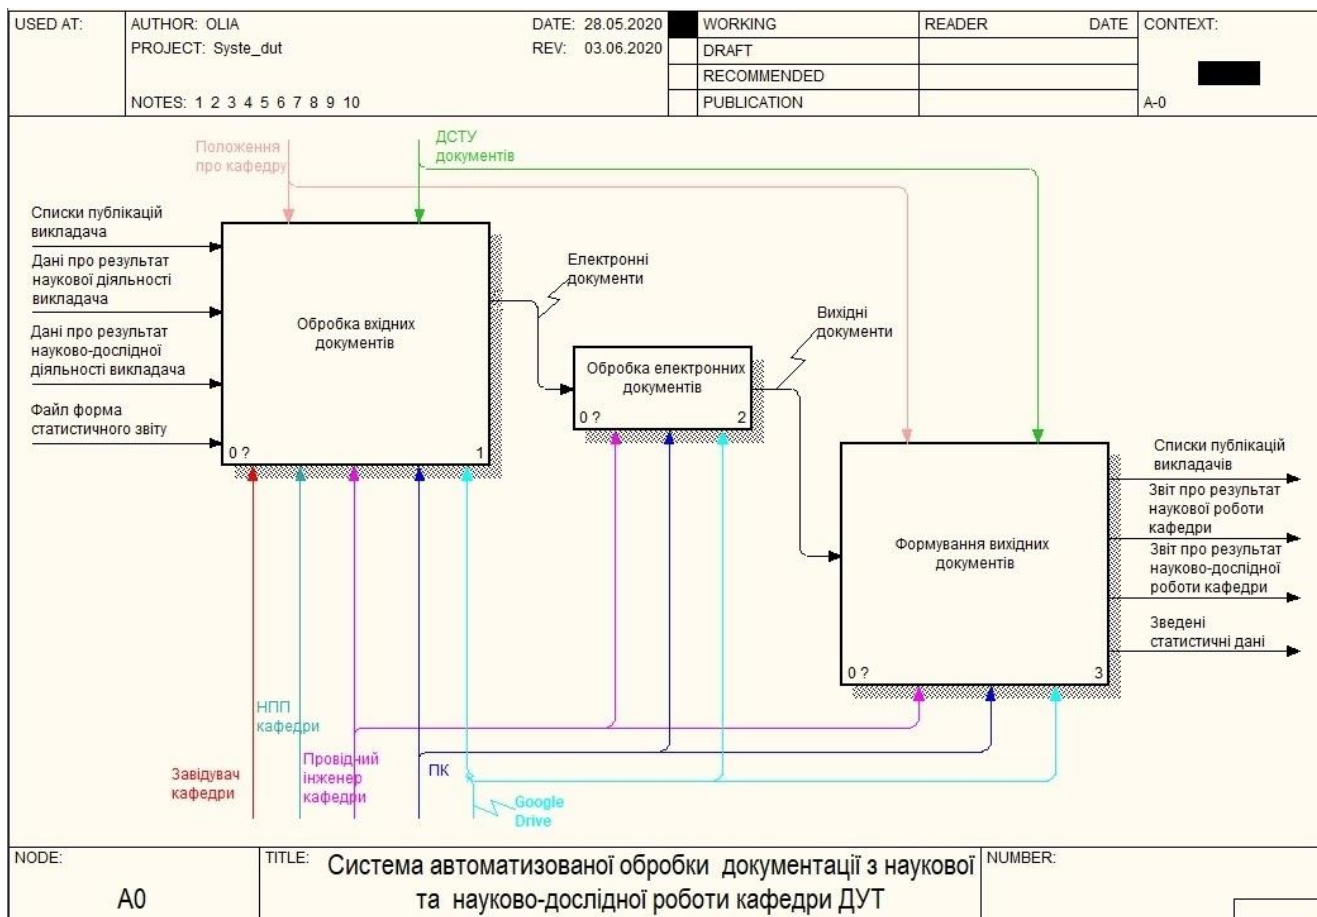 USED AT:
AUTHOR: OLIA
DATE: 28.05.2020
WORKING
READER
DATE
CONTEXT:
PROJECT: Syste_dut
REV: 03.06.2020
DRAFT
RECOMMENDED
NOTES: 1 2 3 4 5 6 7 8 9 10
PUBLICATION
A-0
Положення
про кафедру
ДСТУ
документів
Списки публікацій
викладача
Дані про результат
наукової діяльності
викладача
Дані про результат
науково-дослідної
діяльності викладача
Файл форма
статистичного звіту
Обробка вхідних
документів
0 ?
1
Електронні
документи
Обробка електронних
документів
0 ?
2
Вихідні
документи
Формування вихідних
документів
0 ?
3
Списки публікацій
викладачів
Звіт про результат
наукової роботи
кафедри
Звіт про результат
науково-дослідної
роботи кафедри
Зведені
статистичні дані
НПП
кафедри
Завідувач
кафедри
Провідний
інженер
кафедри
ПК
Google
Drive
NODE:
A0
TITLE:
Система автоматизованої обробки документації з наукової
та науково-дослідної роботи кафедри ДУТ
NUMBER: